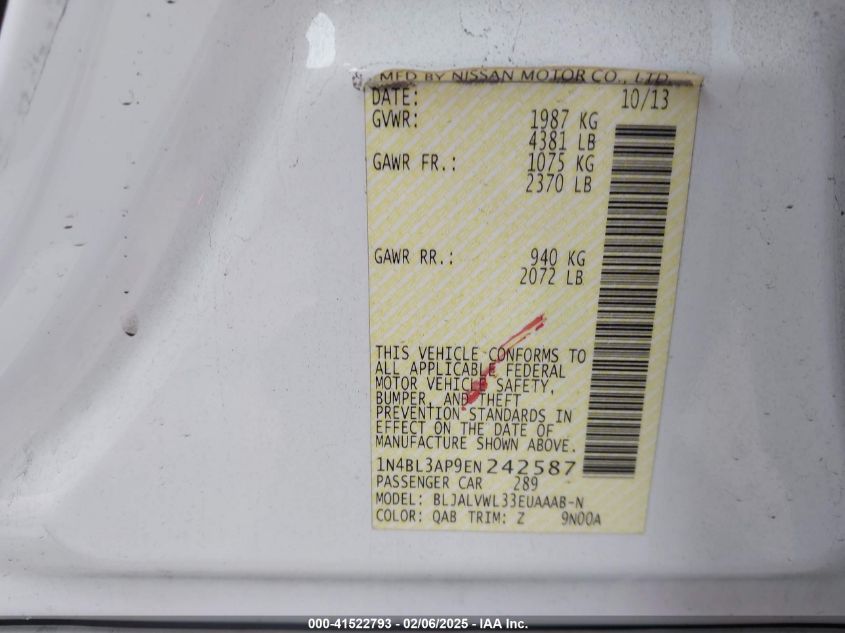 MFD BY NISSAN MOTOR CO., LTD.
DATE: 10/13
GVWR: 1987 KG
4381 LB
GAWR FR.: 1075 KG
2370 LB
GAWR RR.: 940 KG
2072 LB
THIS VEHICLE CONFORMS TO
ALL APPLICABLE FEDERAL
MOTOR VEHICLE SAFETY,
BUMPER, AND THEFT
PREVENTION STANDARDS IN
EFFECT ON THE DATE OF
MANUFACTURE SHOWN ABOVE.
1N4BL3AP9EN242587
PASSENGER CAR 289
MODEL: BLJALVWL33EUAAAB-N
COLOR: QAB TRIM: Z 9N00A
000-41522793 - 02/06/2025 - IAA Inc.